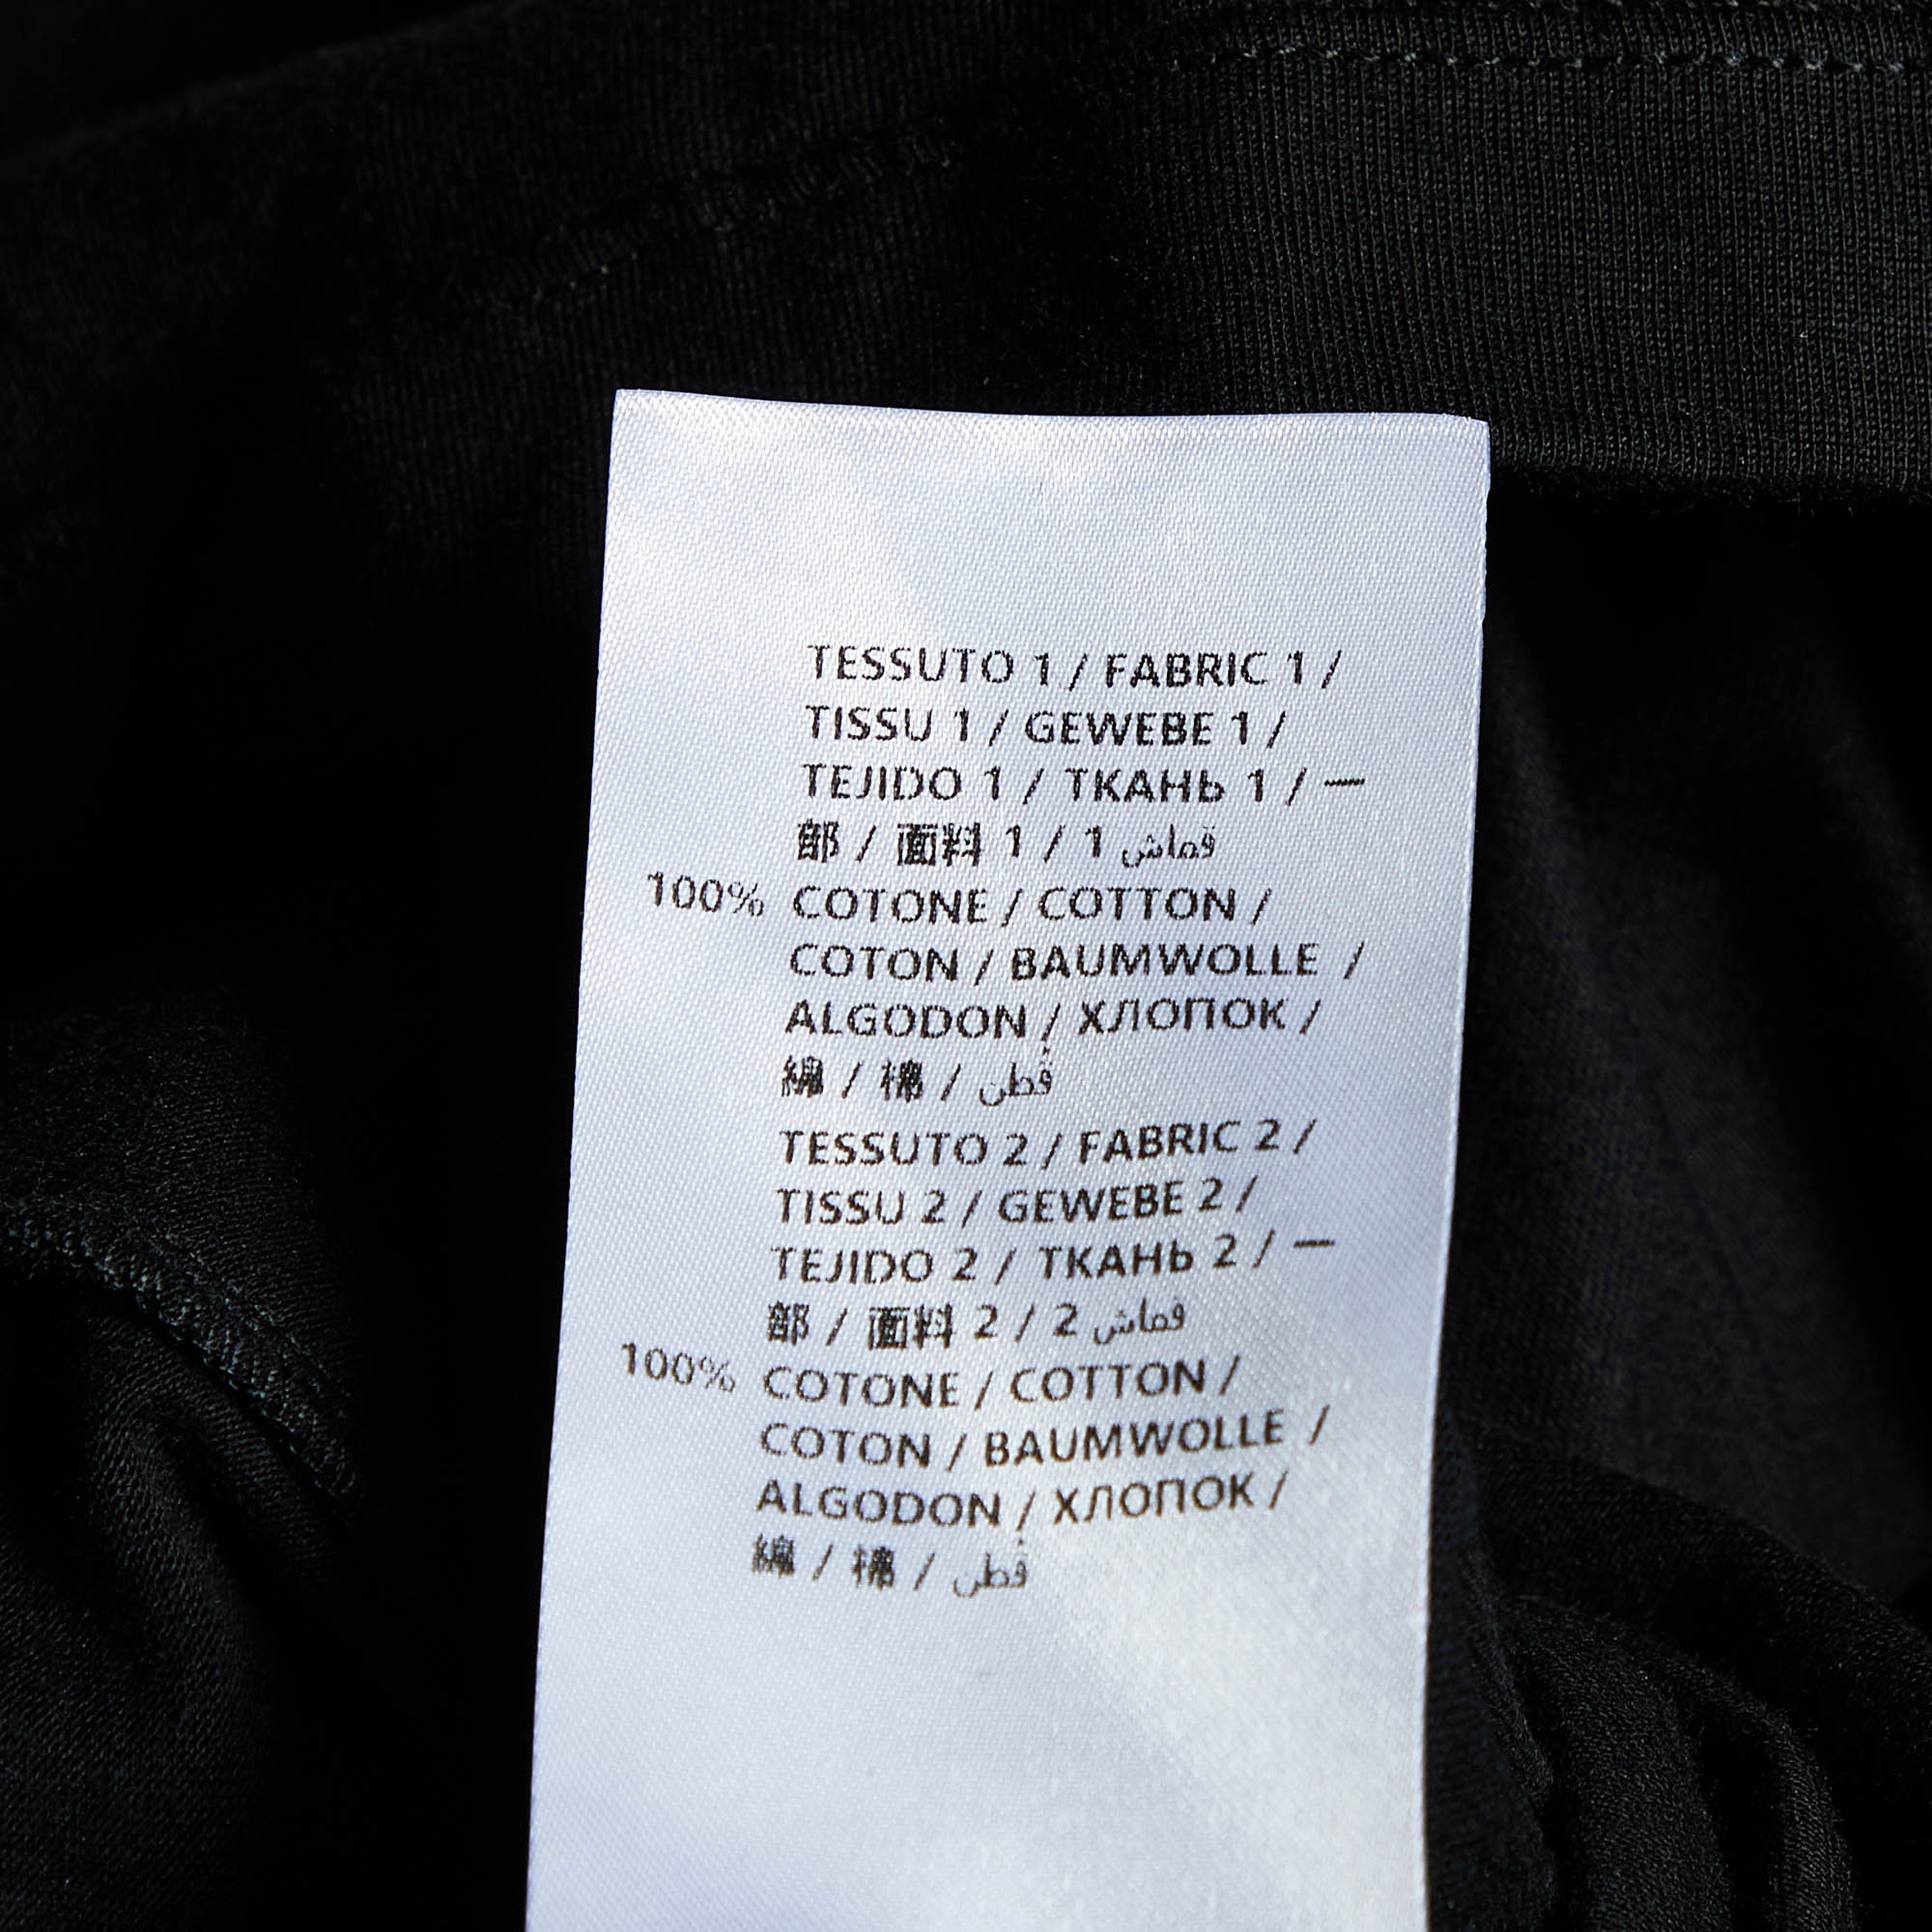 TESSUTO 1 / FABRIC 1 /
TISSU 1 / GEWEBE 1 /
TEJIDO 1 / ТКАНЬ 1 / 一
部 / 面料 1 / 1 قماش
100% COTONE / COTTON /
COTON / BAUMWOLLE /
ALGODON / ХЛОПОК /
綿 / 棉 / قطن
TESSUTO 2 / FABRIC 2 /
TISSU 2 / GEWEBE 2 /
TEJIDO 2 / ТКАНЬ 2 / 一
部 / 面料 2 / 2 قماش
100% COTONE / COTTON /
COTON / BAUMWOLLE /
ALGODON / ХЛОПОК /
綿 / 棉 / قطن